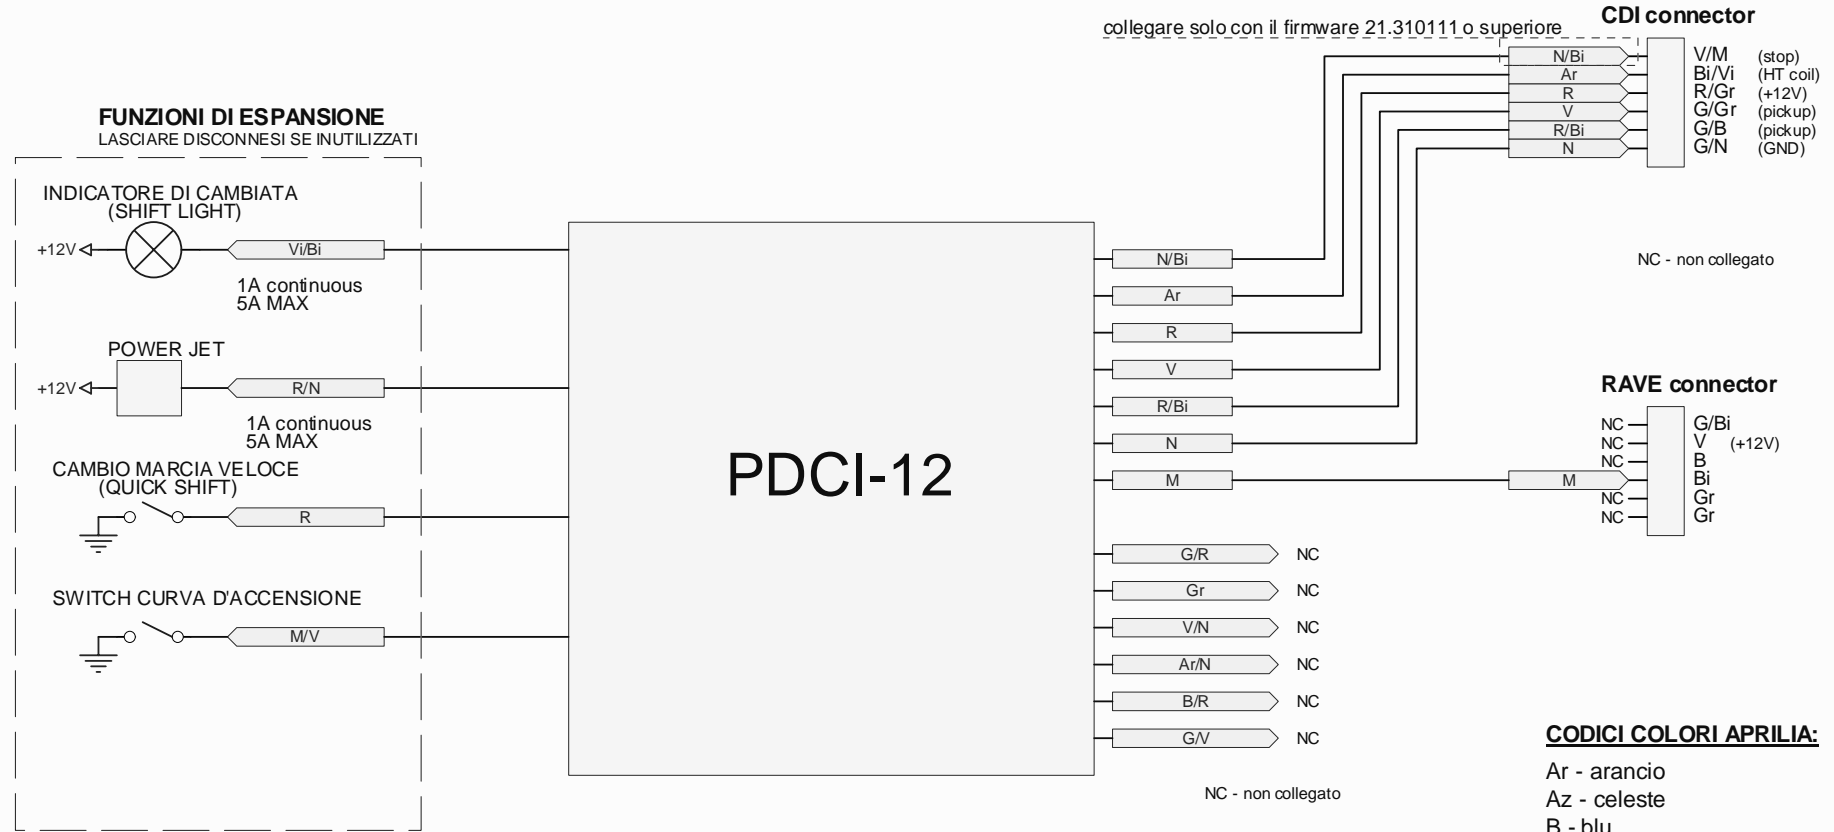 collegare solo con il firmware 21.310111 o superiore
CDI connector
N/Bi V/M (stop)
Ar Bi/Vi (HT coil)
R R/Gr (+12V)
V G/Gr (pickup)
R/Bi G/B (pickup)
N G/N (GND)
NC - non collegato
FUNZIONI DI ESPANSIONE
LASCIARE DISCONNESI SE INUTILIZZATI
INDICATORE DI CAMBIATA
(SHIFT LIGHT)
+12V Vi/Bi
1A continuous
5A MAX
POWER JET
+12V R/N
1A continuous
5A MAX
CAMBIO MARCIA VELOCE
(QUICK SHIFT)
R
SWITCH CURVA D'ACCENSIONE
M/V
PDCI-12
N/Bi
Ar
R
V
R/Bi
N
M
G/R NC
Gr NC
V/N NC
Ar/N NC
B/R NC
G/V NC
NC - non collegato
RAVE connector
NC G/Bi
NC V (+12V)
NC B
M Bi
NC Gr
NC Gr
CODICI COLORI APRILIA:
Ar - arancio
Az - celeste
B - blu